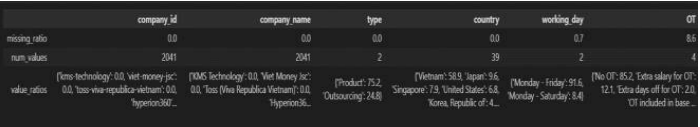 company_id company_name type country working_day OT
missing_ratio 0.0 0.0 0.0 0.0 0.7 8.6
num_values 2041 2041 2 39 2 4
{'kms-technology': 0.0, 'viet-money-jsc': {'KMS Technology': 0.0, 'Viet Money Jsc': {'Vietnam': 58.9, 'Japan': 9.6, {'No OT': 85.2, 'Extra salary for OT':
value_ratios 0.0, 'toss-viva-republica-vietnam': 0.0, 0.0, 'Toss (Viva Republica Vietnam)': 0.0, {'Product': 75.2, 'Singapore': 7.9, 'United States': 6.8, {'Monday - Friday': 91.6, 12.1, 'Extra days off for OT': 2.0,
'hyperion360'... 'Hyperion36... 'Outsourcing': 24.8} 'Korea, Republic of': 4.... 'Monday - Saturday': 8.4} 'OT included in base ...